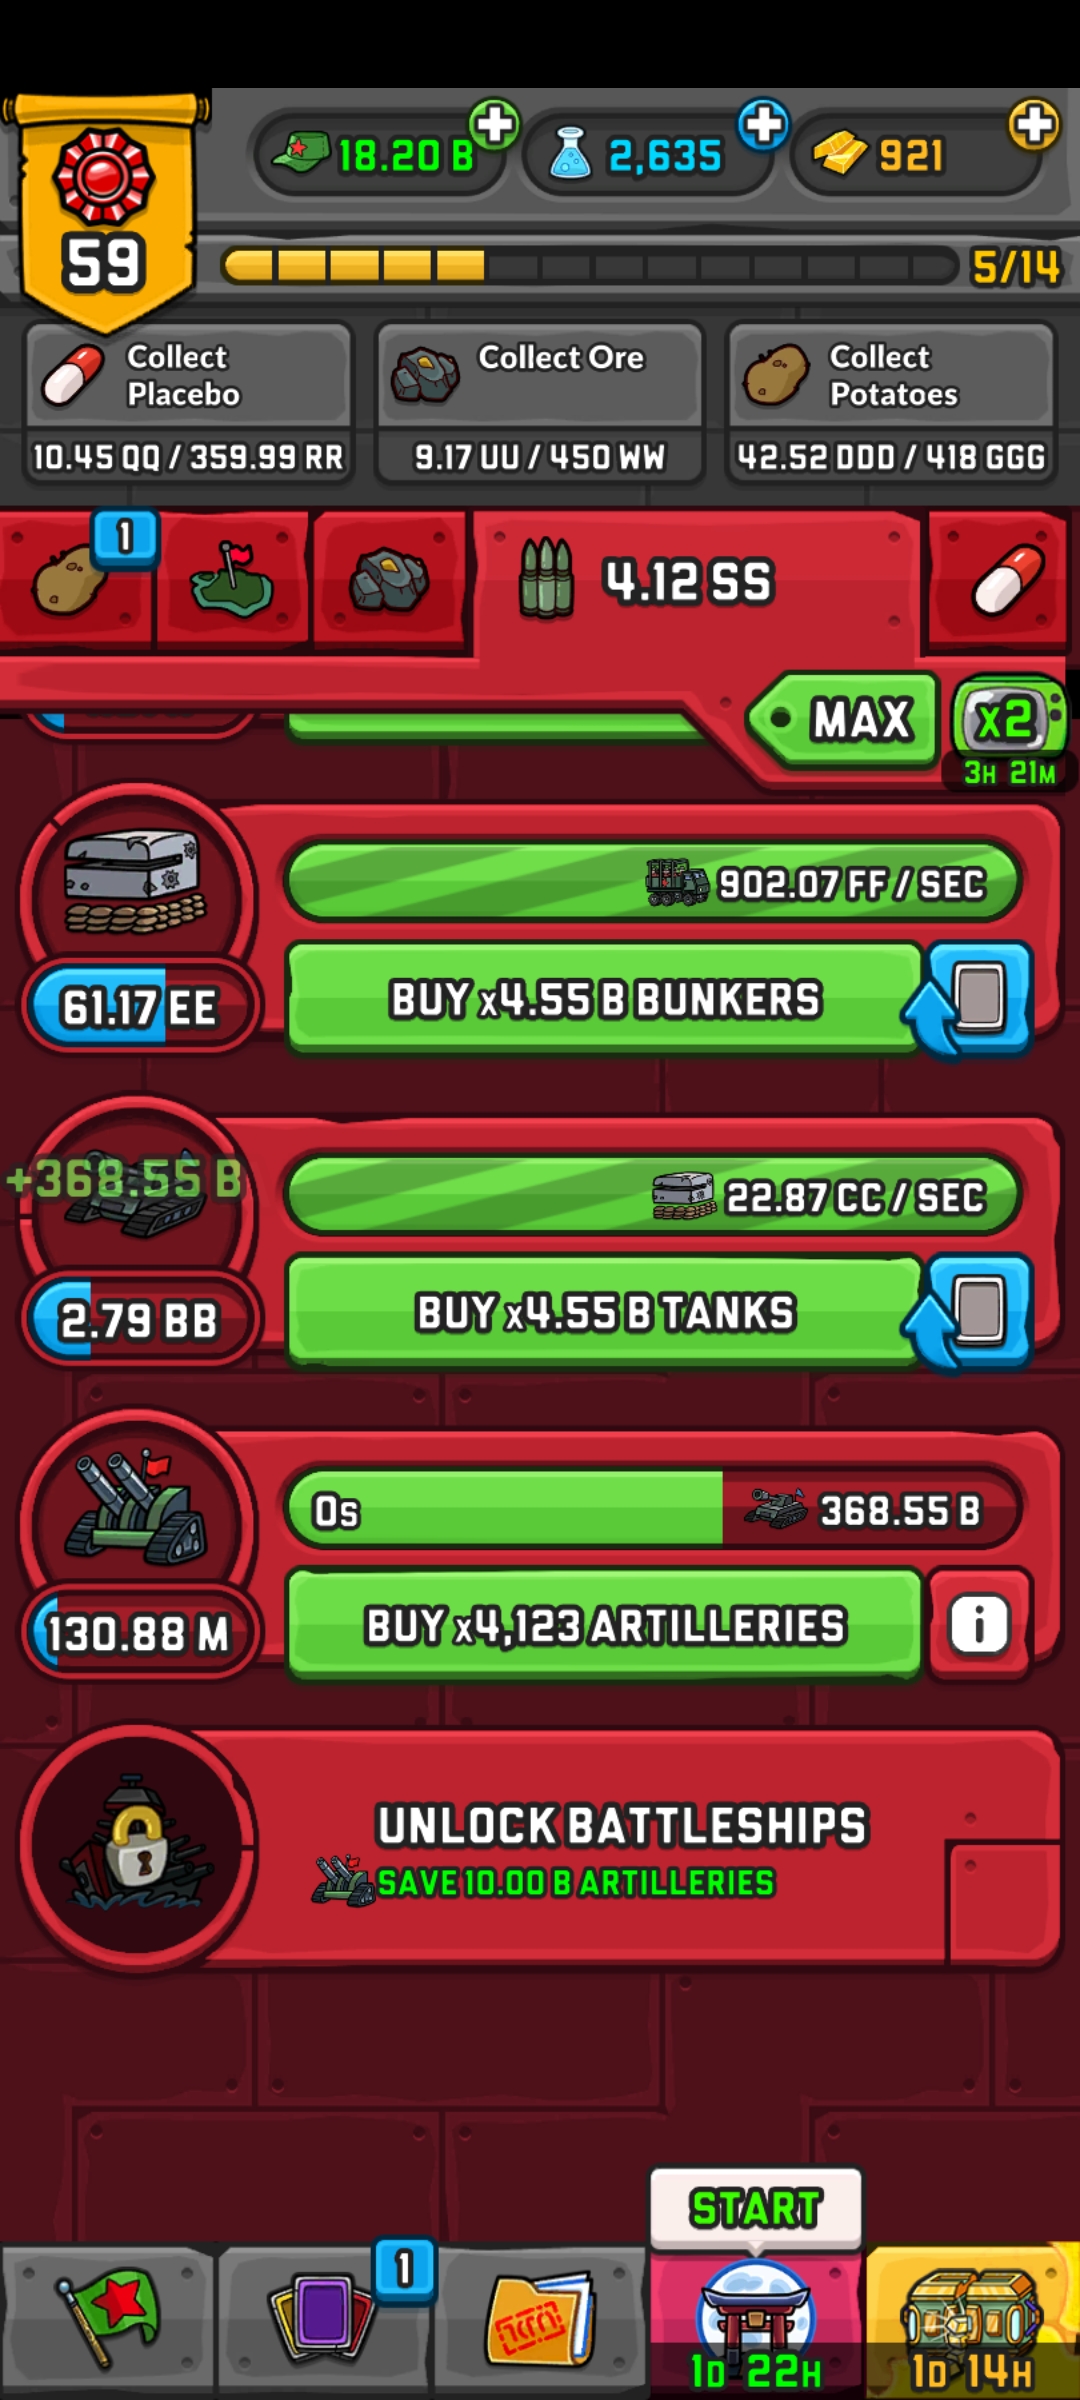 18.20 B
2,635
921
59
5/14
Collect
Placebo
10.45 QQ / 359.99 RR
Collect Ore
9.17 UU / 450 WW
Collect
Potatoes
42.52 DDD / 418 GGG
1
4.12 SS
MAX
x2
3H 21M
902.07 FF / SEC
61.17 EE
BUY x4.55 B BUNKERS
+368.55 B
22.87 CC / SEC
2.79 BB
BUY x4.55 B TANKS
0s
368.55 B
130.88 M
BUY x4,123 ARTILLERIES
i
UNLOCK BATTLESHIPS
SAVE 10.00 B ARTILLERIES
START
1
1D 22H
1D 14H